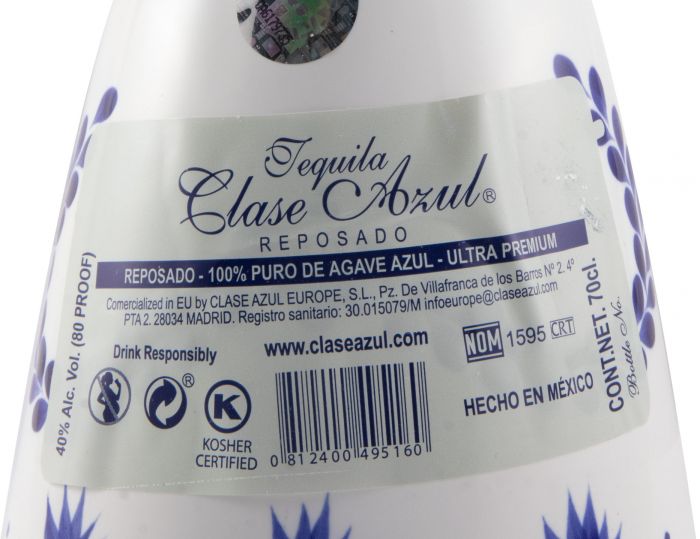 Tequila
Clase Azul®
REPOSADO
REPOSADO - 100% PURO DE AGAVE AZUL - ULTRA PREMIUM
Comercialized in EU by CLASE AZUL EUROPE, S.L., Pz. De Villafranca de los Barros Nº 2. 4º
PTA 2. 28034 MADRID. Registro sanitario: 30.015079/M infoeurope@claseazul.com
40% Alc. Vol. (80 PROOF)
Drink Responsibly
®
K
KOSHER
CERTIFIED
www.claseazul.com
0 812400 495160
NOM 1595 CRT
HECHO EN MÉXICO
CONT.NET. 70cl.
Bottle No.